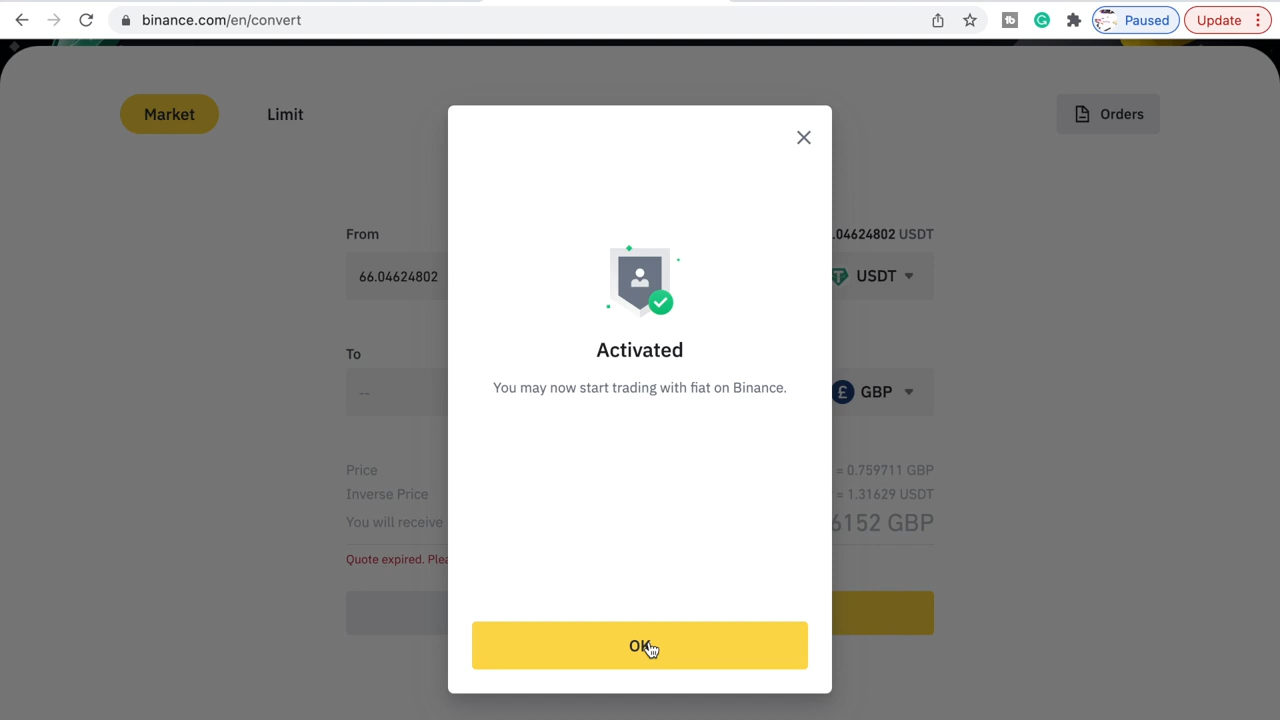 binance.com/en/convert
Paused
Update
Market
Limit
Orders
From
.04624802 USDT
66.04624802
USDT
Activated
To
You may now start trading with fiat on Binance.
--
£ GBP
Price
= 0.759711 GBP
Inverse Price
= 1.31629 USDT
You will receive
6152 GBP
Quote expired. Plea
OK